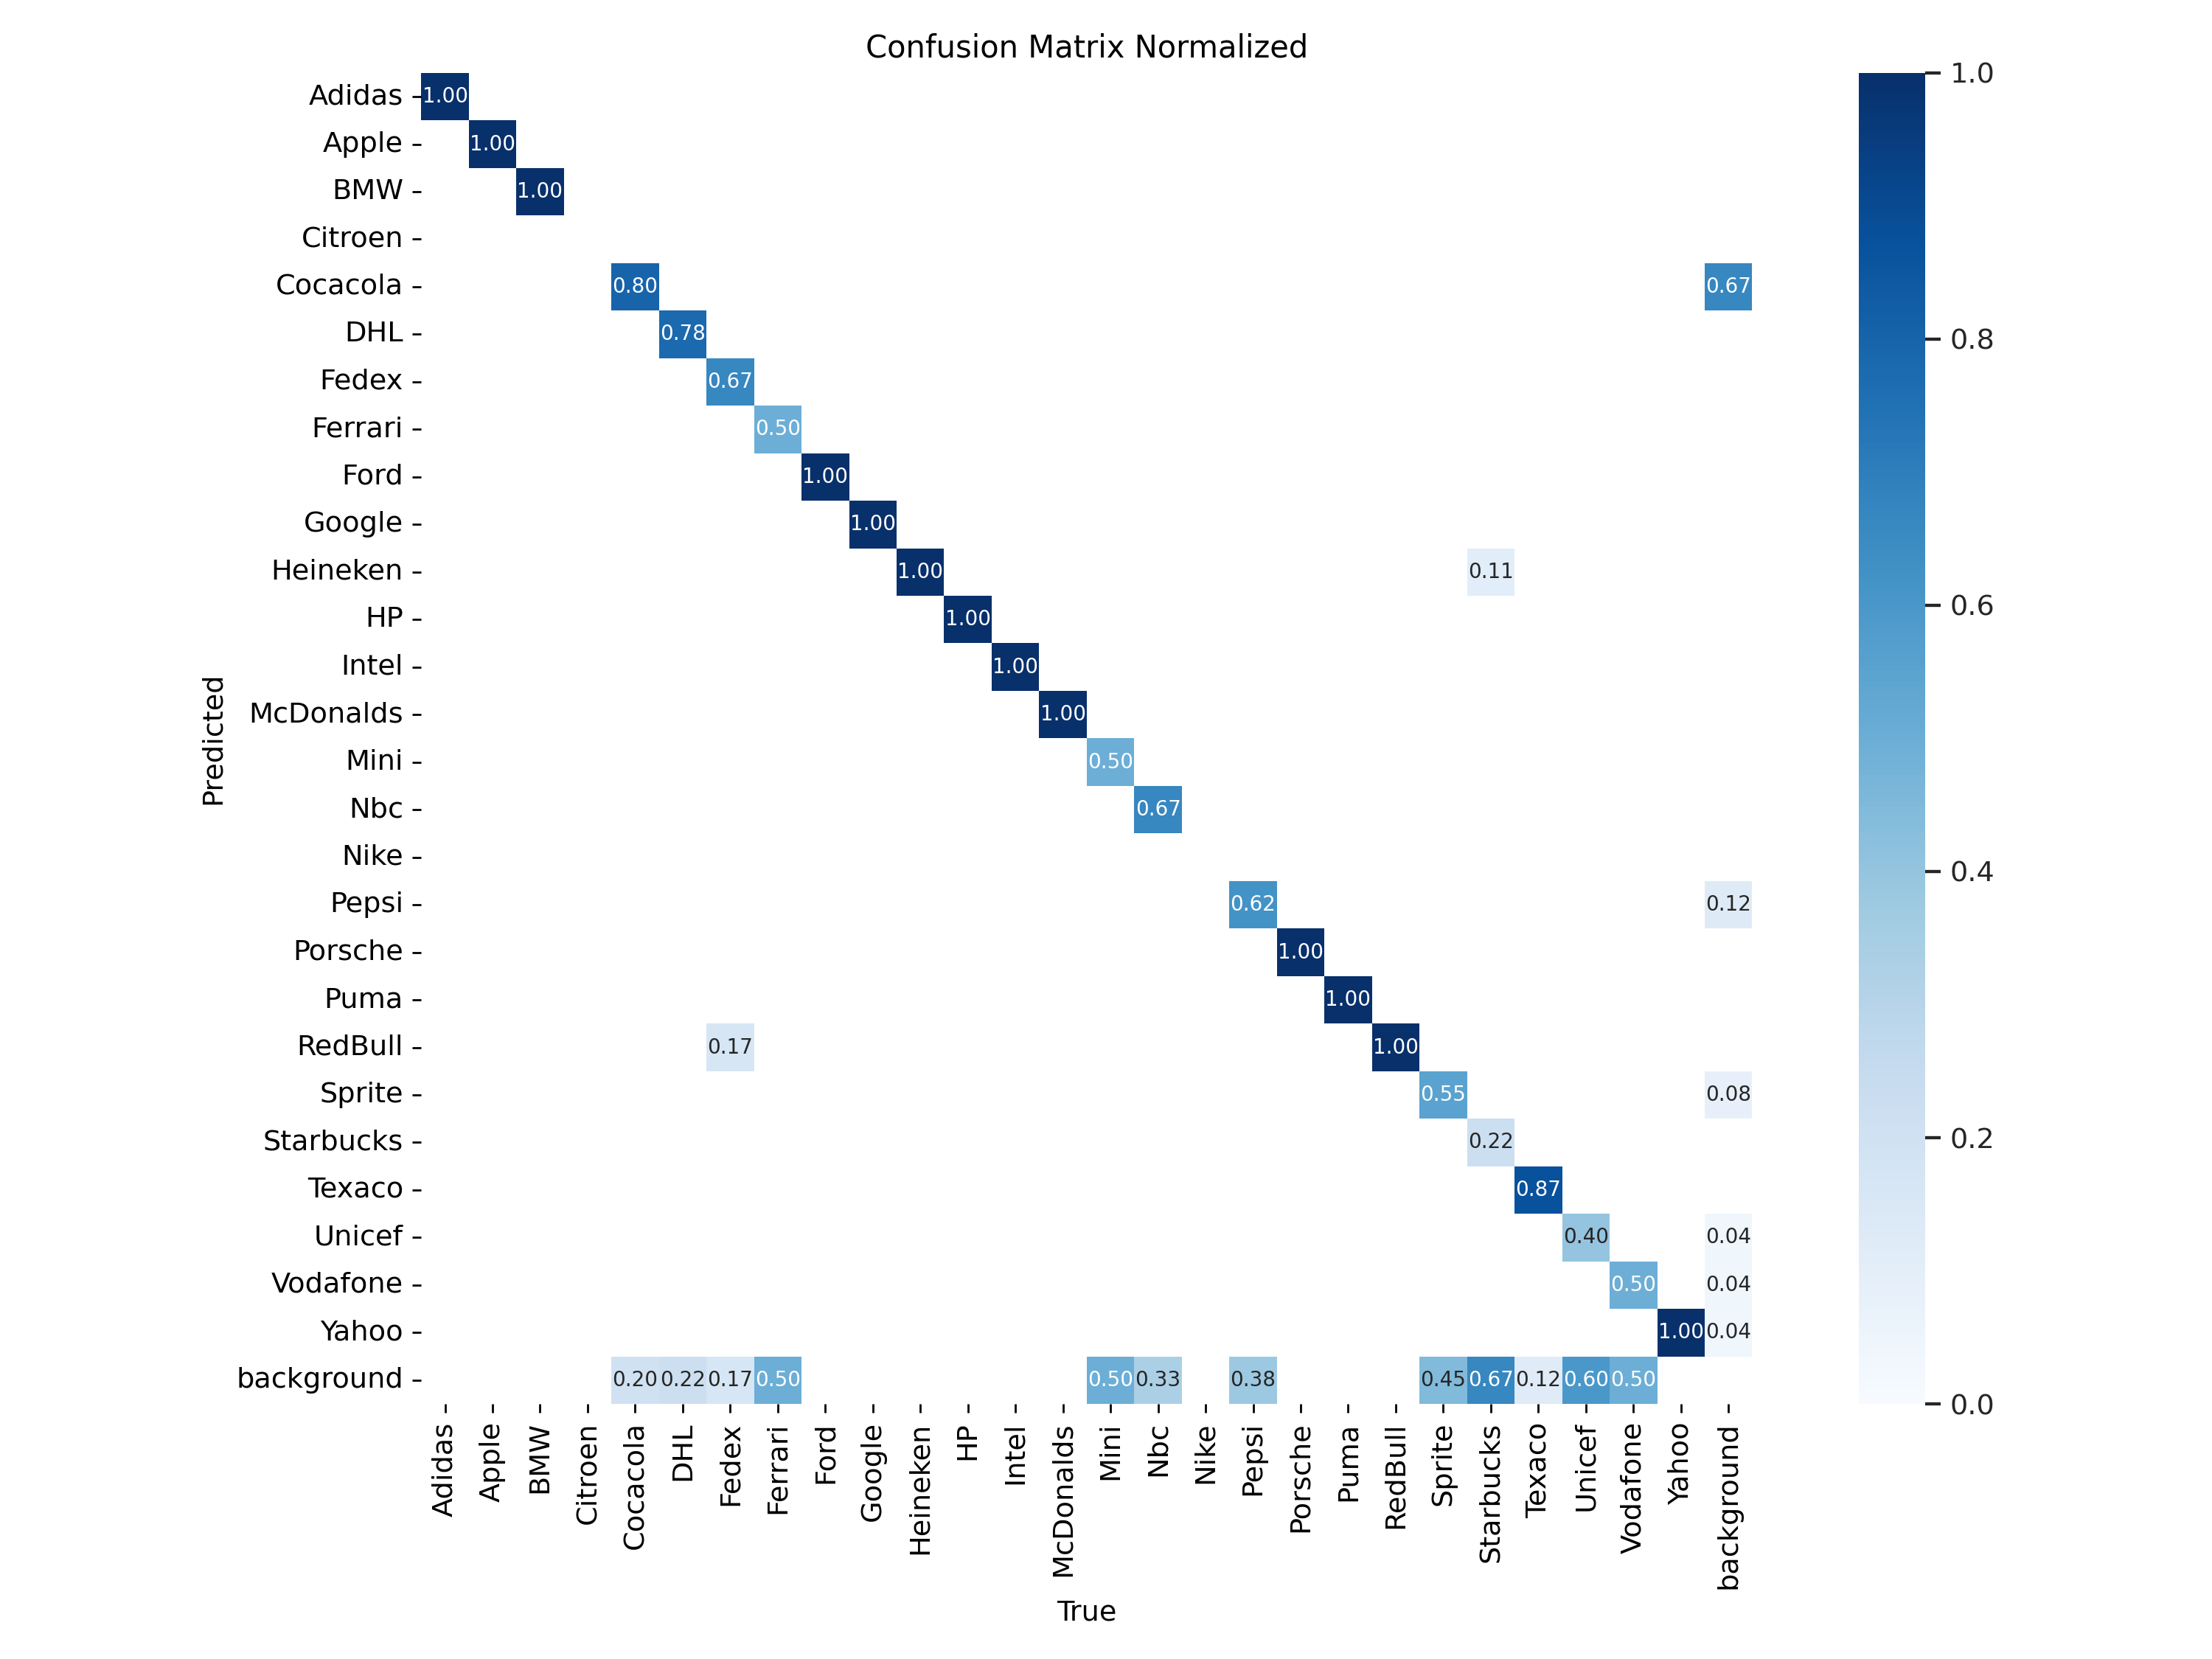 Confusion Matrix Normalized
Adidas 1.00
Apple 1.00
BMW 1.00
Citroen
Cocacola 0.80 0.67
DHL 0.78
Fedex 0.67
Ferrari 0.50
Ford 1.00
Google 1.00
Heineken 1.00 0.11
HP 1.00
Intel 1.00
McDonalds 1.00
Mini 0.50
Nbc 0.67
Nike
Pepsi 0.62 0.12
Porsche 1.00
Puma 1.00
RedBull 0.17 1.00
Sprite 0.55 0.08
Starbucks 0.22
Texaco 0.87
Unicef 0.40 0.04
Vodafone 0.50 0.04
Yahoo 1.00 0.04
background 0.20 0.22 0.17 0.50 0.50 0.33 0.38 0.45 0.67 0.12 0.60 0.50
Predicted
Adidas Apple BMW Citroen Cocacola DHL Fedex Ferrari Ford Google Heineken HP Intel McDonalds Mini Nbc Nike Pepsi Porsche Puma RedBull Sprite Starbucks Texaco Unicef Vodafone Yahoo background
True
1.0
0.8
0.6
0.4
0.2
0.0